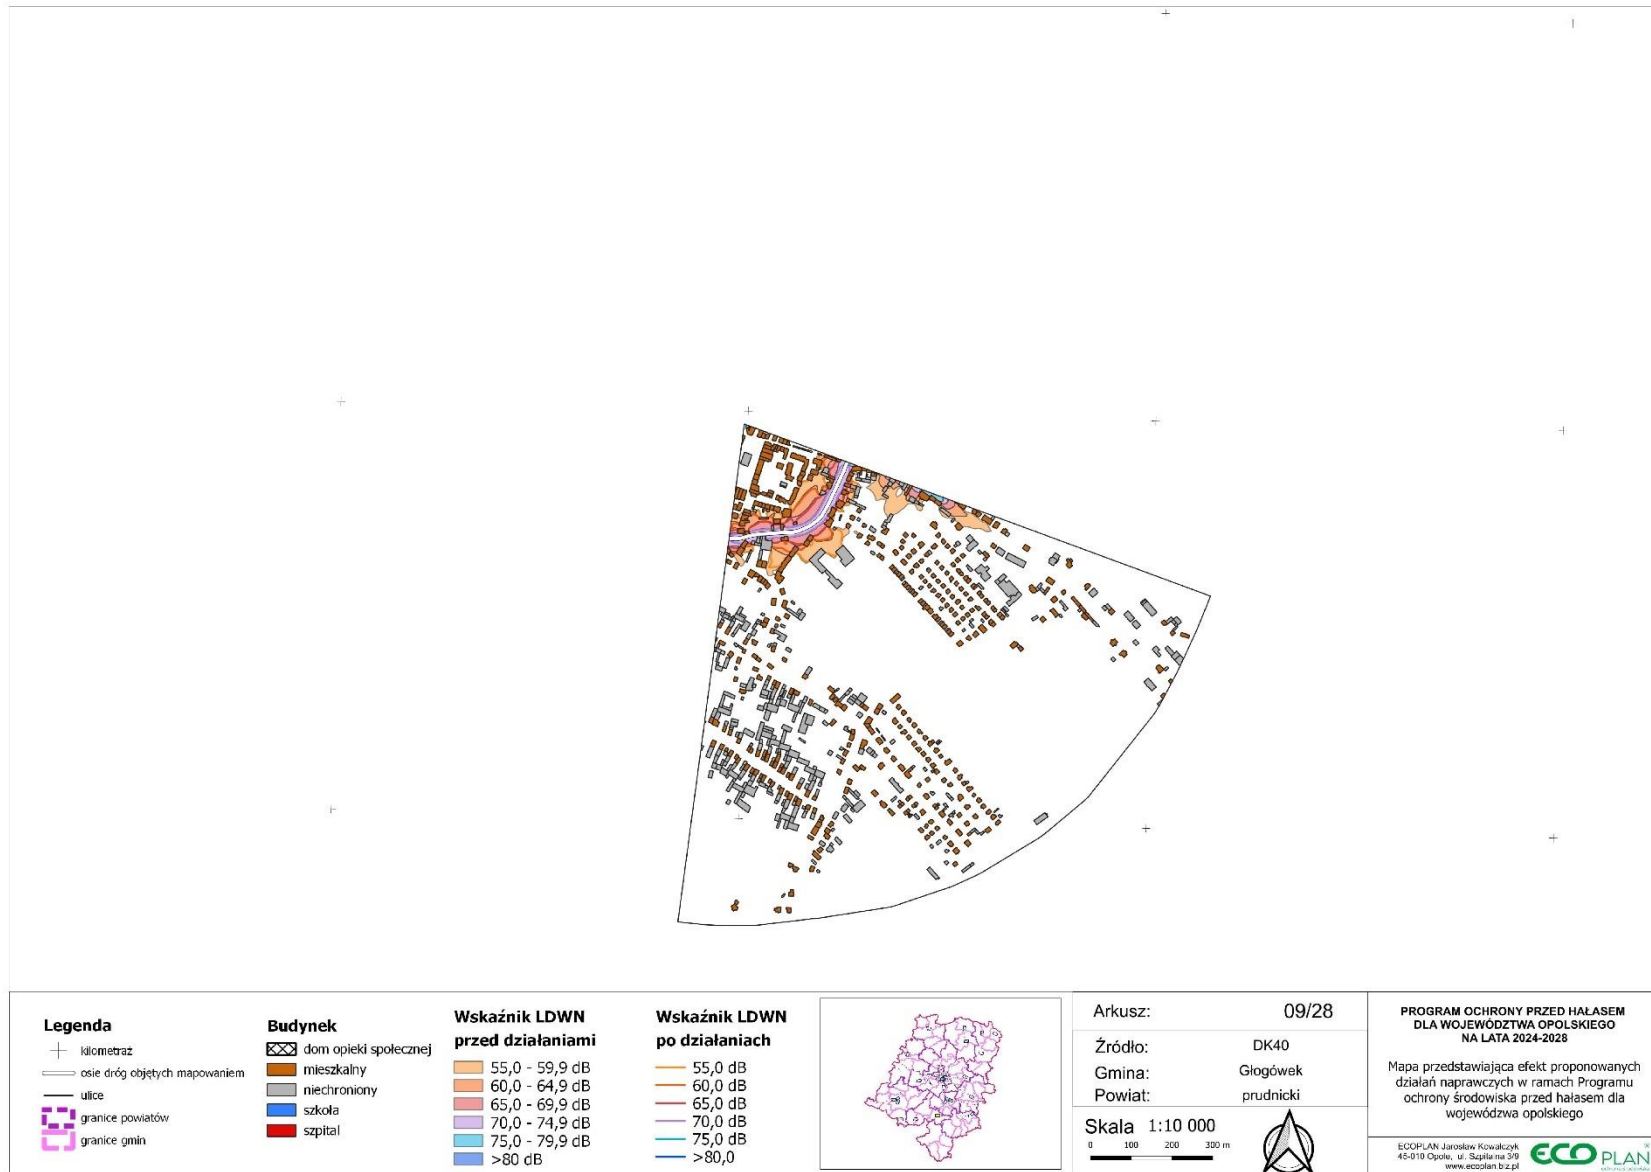 Legenda
kilometraż
osie dróg objętych mapowaniem
ulice
granice powiatów
granice gmin
Budynek
dom opieki społecznej
mieszkalny
niechroniony
szkoła
szpital
Wskaźnik LDWN
przed działaniami
55,0 - 59,9 dB
60,0 - 64,9 dB
65,0 - 69,9 dB
70,0 - 74,9 dB
75,0 - 79,9 dB
>80 dB
Wskaźnik LDWN
po działaniach
55,0 dB
60,0 dB
65,0 dB
70,0 dB
75,0 dB
>80,0
Arkusz: 09/28
Źródło: DK40
Gmina: Głogówek
Powiat: prudnicki
Skala 1:10 000
0 100 200 300 m
PROGRAM OCHRONY PRZED HAŁASEM
DLA WOJEWÓDZTWA OPOLSKIEGO
NA LATA 2024-2028
Mapa przedstawiająca efekt proponowanych
działań naprawczych w ramach Programu
ochrony środowiska przed hałasem dla
wojewódzwa opolskiego
ECOPLAN Jarosław Kowalczyk
45-010 Opole, ul. Szpitalna 3/9
www.ecoplan.biz.pl
ECO PLAN